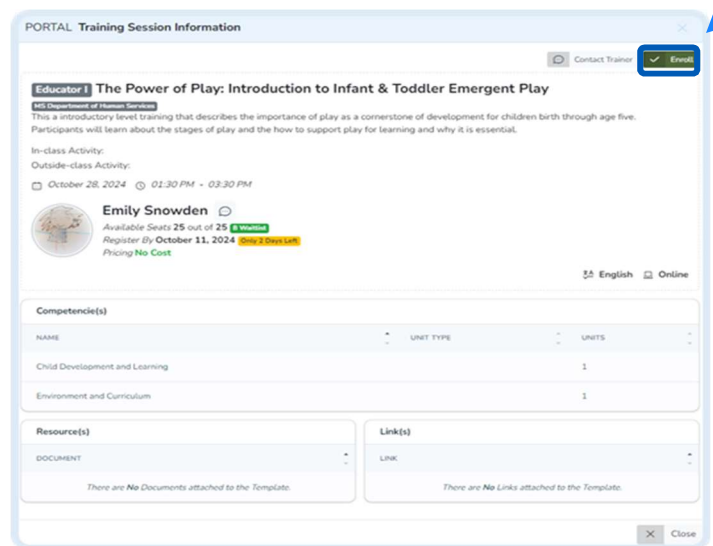 PORTAL Training Session Information
Contact Trainor Enroll
Educator I The Power of Play: Introduction to Infant & Toddler Emergent Play
MS Department of Human Services
This a introductory level training that describes the importance of play as a cornerstone of development for children birth through age five.
Participants will learn about the stages of play and the how to support play for learning and why it is essential.
In-class Activity:
Outside-class Activity:
October 28, 2024 01:30 PM - 03:30 PM
Emily Snowden
Available Seats 25 out of 25 8 Waitlist
Register By October 11, 2024 Only 2 Days Left
Pricing No Cost
English Online
Competencie(s)
NAME UNIT TYPE UNITS
Child Development and Learning 1
Environment and Curriculum 1
Resource(s) Link(s)
DOCUMENT LINK
There are No Documents attached to the Template. There are No Links attached to the Template.
Close